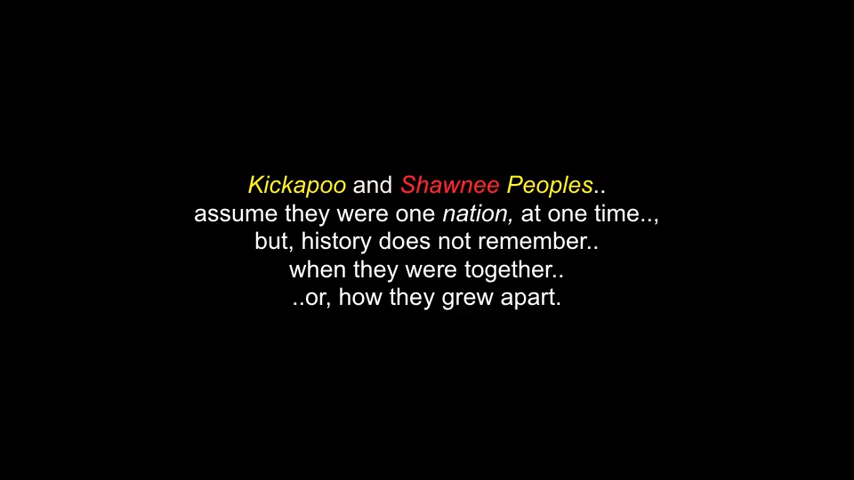 Kickapoo and Shawnee Peoples..
assume they were one nation, at one time..,
but, history does not remember..
when they were together..
..or, how they grew apart.